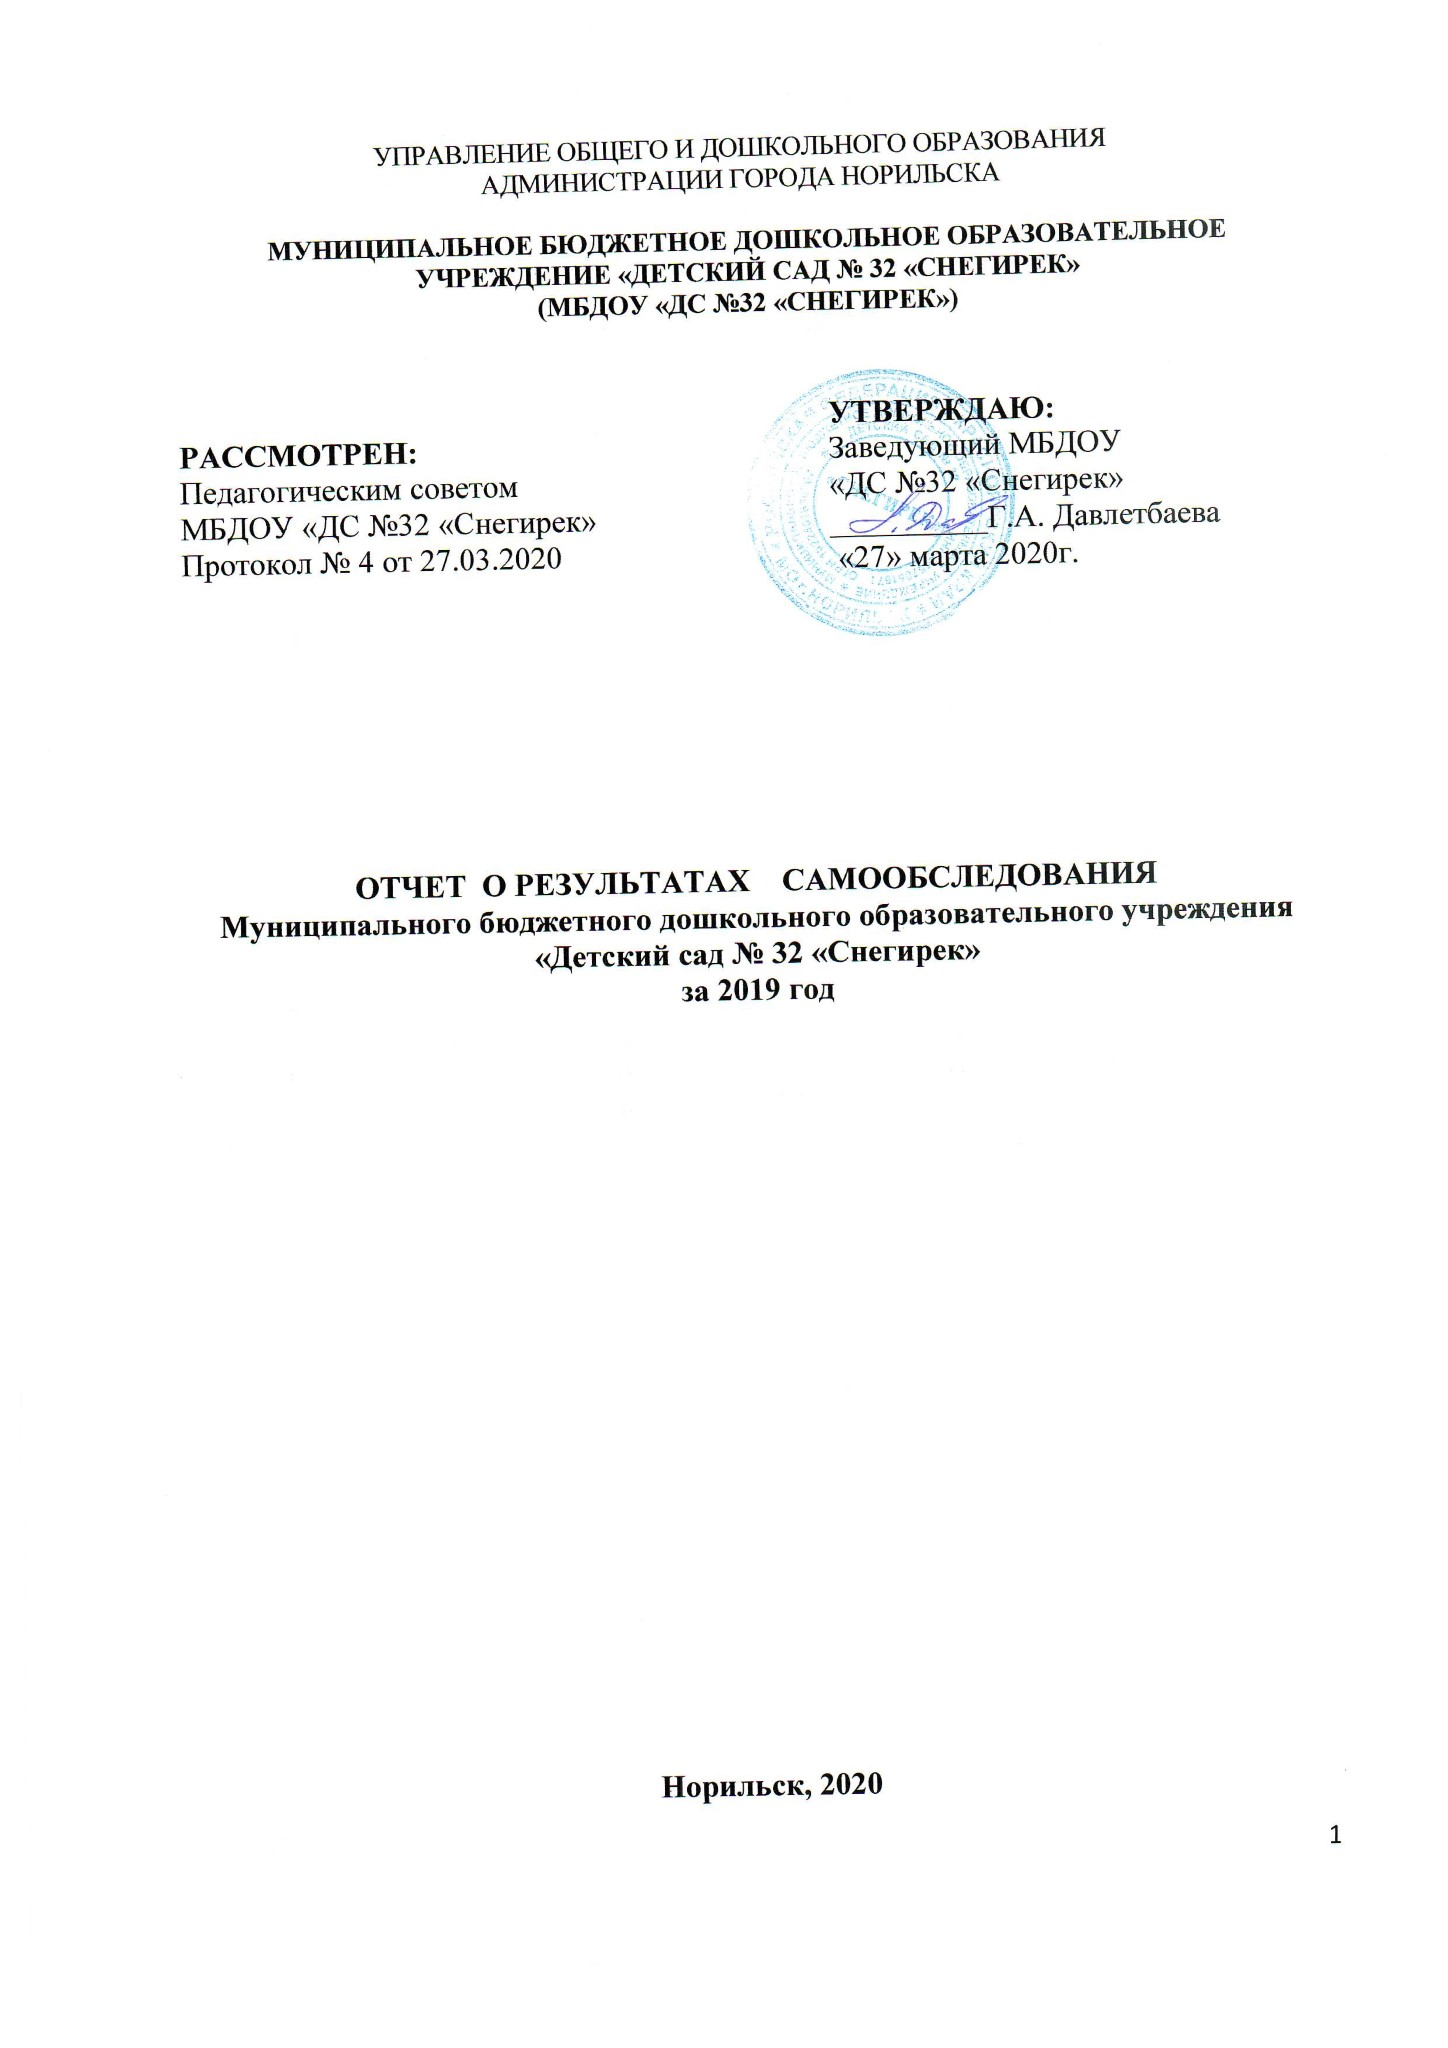 УПРАВЛЕНИЕ ОБЩЕГО И ДОШКОЛЬНОГО ОБРАЗОВАНИЯ
АДМИНИСТРАЦИИ ГОРОДА НОРИЛЬСКА
МУНИЦИПАЛЬНОЕ БЮДЖЕТНОЕ ДОШКОЛЬНОЕ ОБРАЗОВАТЕЛЬНОЕ
УЧРЕЖДЕНИЕ «ДЕТСКИЙ САД № 32 «СНЕГИРЕК»
(МБДОУ «ДС №32 «СНЕГИРЕК»)
РАССМОТРЕН:
Педагогическим советом
МБДОУ «ДС №32 «Снегирек»
Протокол № 4 от 27.03.2020
УТВЕРЖДАЮ:
Заведующий МБДОУ
«ДС №32 «Снегирек»
Г.А. Давлетбаева
«27» марта 2020г.
ОТЧЕТ О РЕЗУЛЬТАТАХ САМООБСЛЕДОВАНИЯ
Муниципального бюджетного дошкольного образовательного учреждения
«Детский сад № 32 «Снегирек»
за 2019 год
Норильск, 2020
1